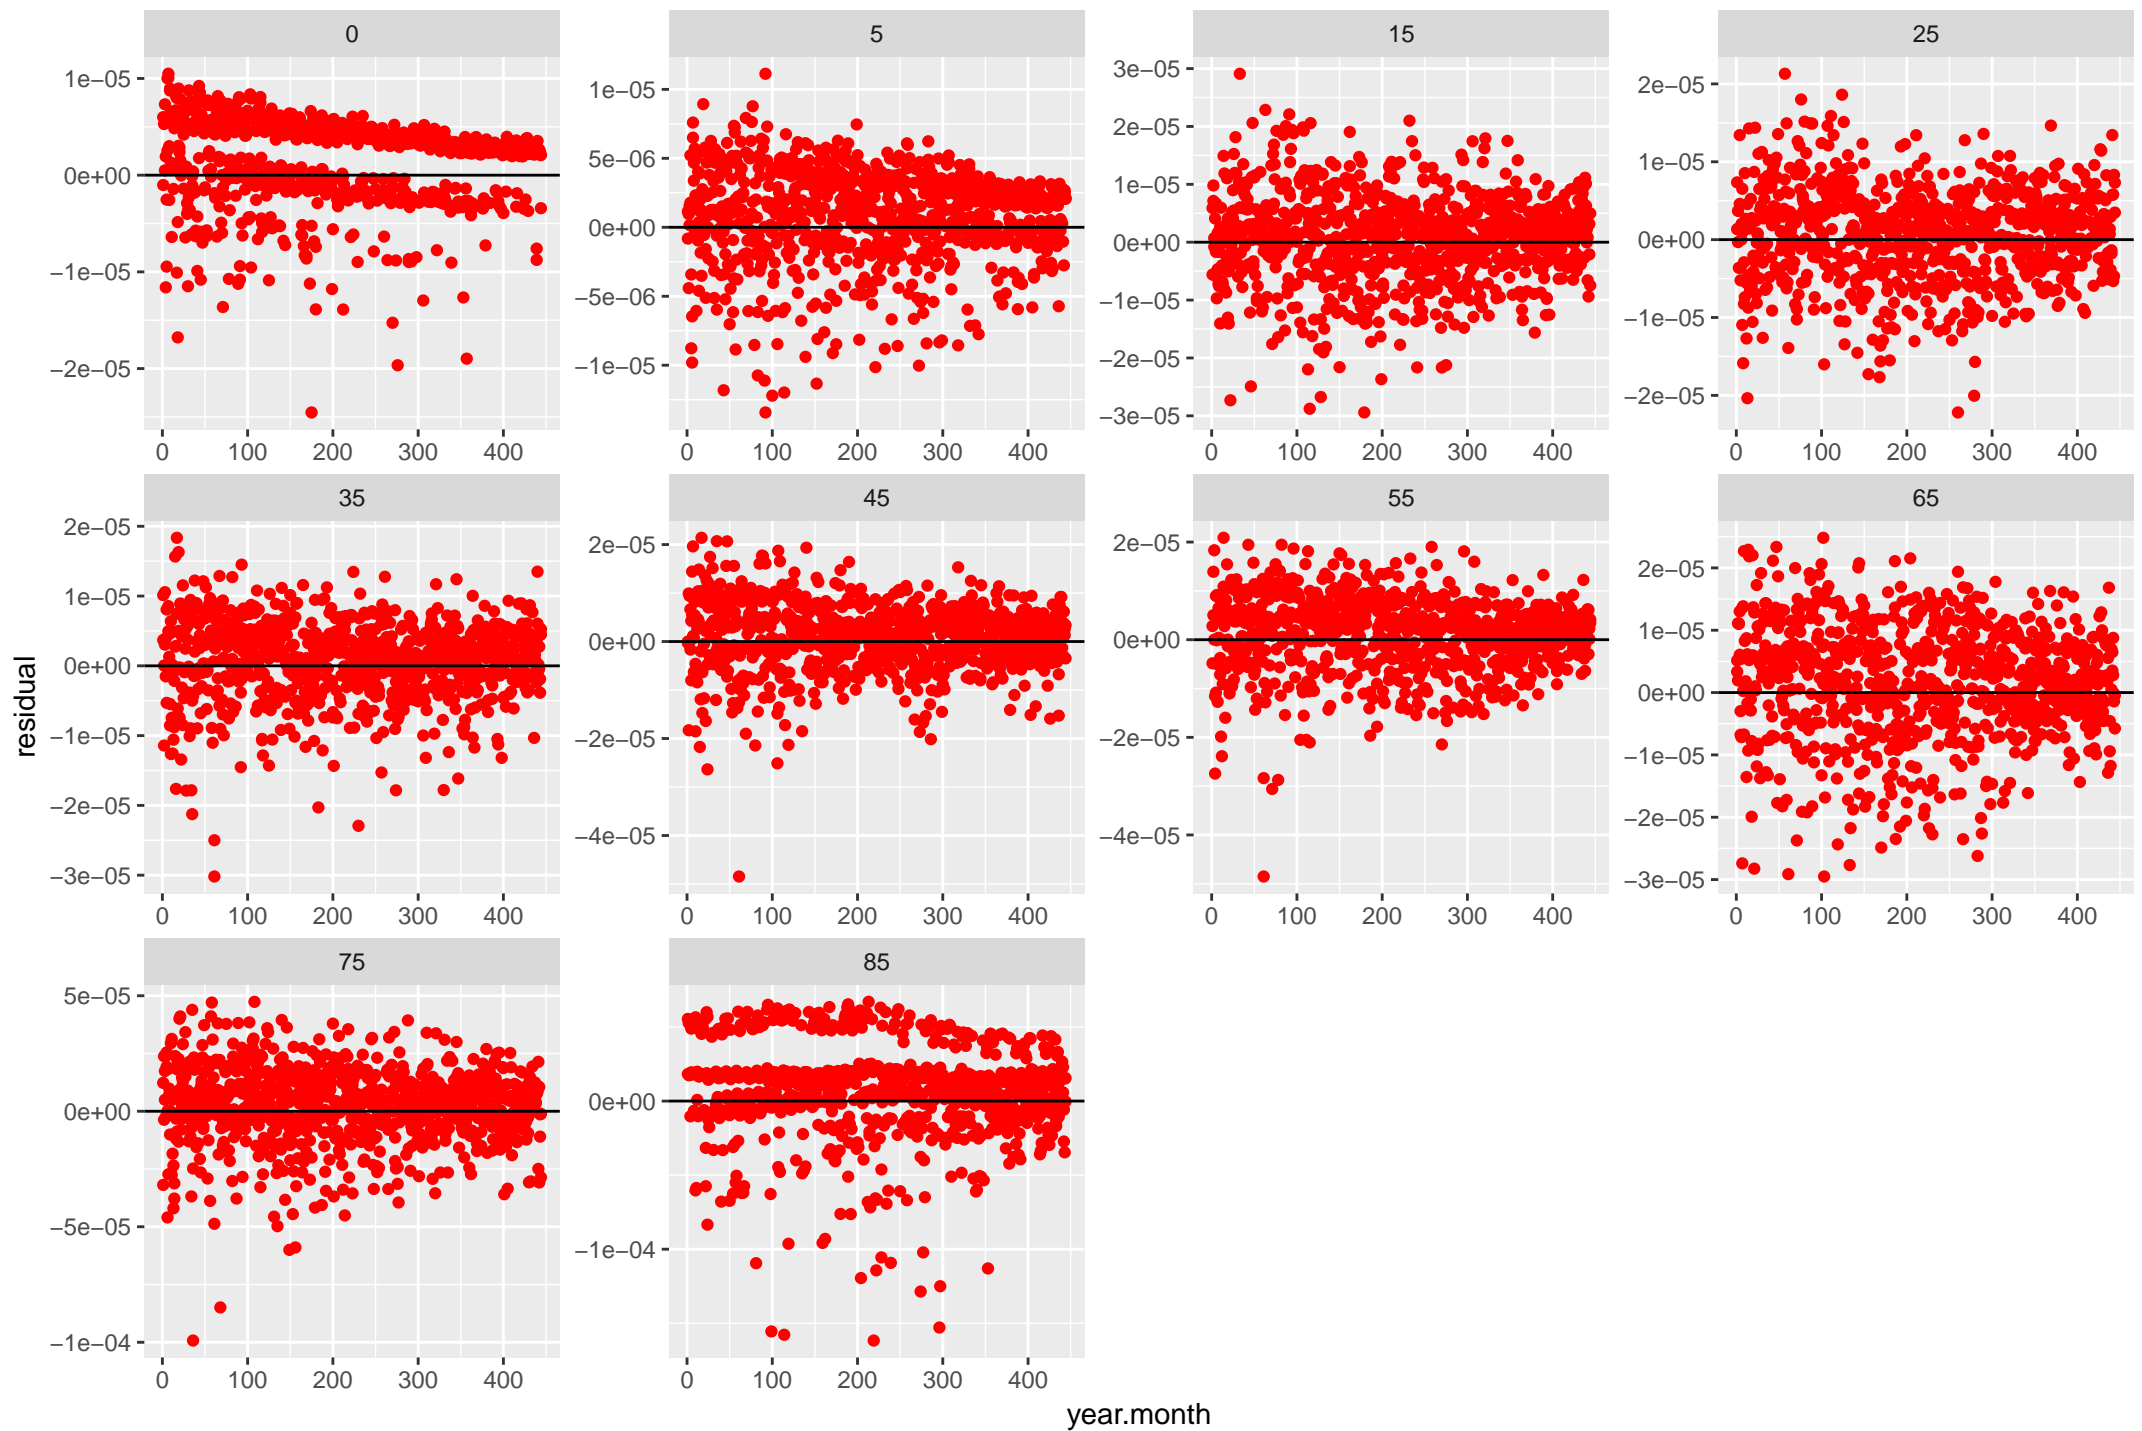 0 5 15 25
1e−05
0e+00
−1e−05
−2e−05
1e−05
5e−06
0e+00
−5e−06
−1e−05
3e−05
2e−05
1e−05
0e+00
−1e−05
−2e−05
−3e−05
2e−05
1e−05
0e+00
−1e−05
−2e−05
0 100 200 300 400
0 100 200 300 400
0 100 200 300 400
0 100 200 300 400
35 45 55 65
2e−05
1e−05
0e+00
−1e−05
−2e−05
−3e−05
2e−05
0e+00
−2e−05
−4e−05
2e−05
0e+00
−2e−05
−4e−05
2e−05
1e−05
0e+00
−1e−05
−2e−05
−3e−05
0 100 200 300 400
0 100 200 300 400
0 100 200 300 400
0 100 200 300 400
75 85
5e−05
0e+00
−5e−05
−1e−04
0e+00
−1e−04
0 100 200 300 400
0 100 200 300 400
residual
year.month